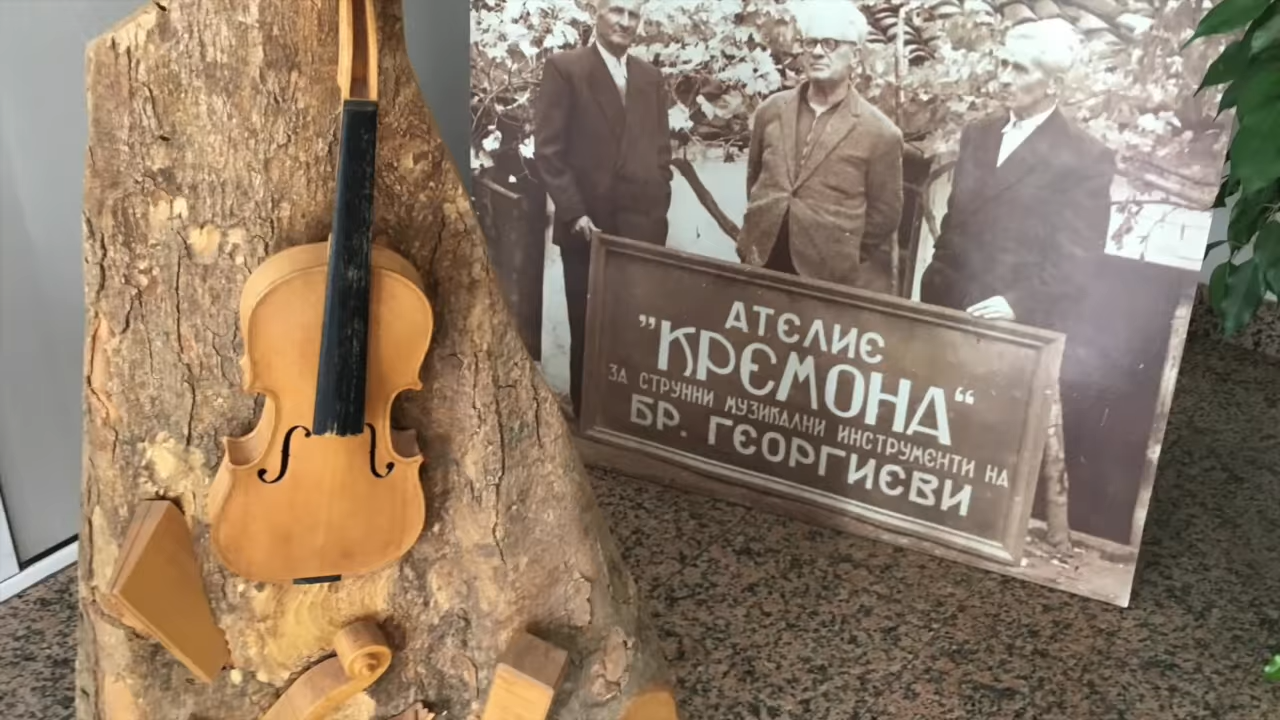 АТЕЛИЕ
"КРЕМОНА"
ЗА СТРУННИ МУЗИКАЛНИ ИНСТРУМЕНТИ НА
БР. ГЕОРГИЕВИ